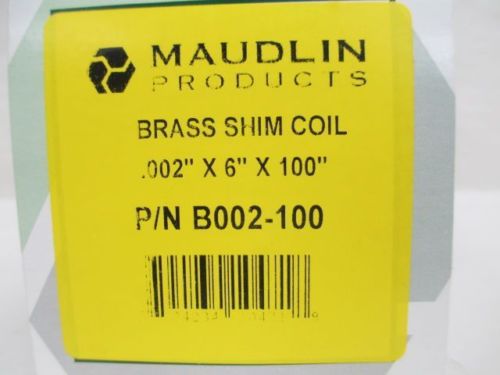 MAUDLIN
PRODUCTS
BRASS SHIM COIL
.002" X 6" X 100"
P/N B002-100